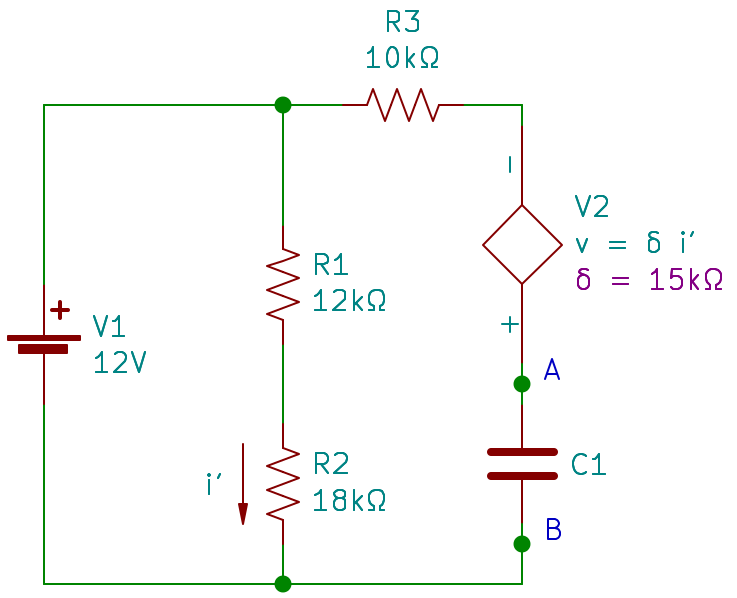 R3
10kΩ
−
V2
v = δ i′
δ = 15kΩ
R1
12kΩ
+
V1
12V
+
A
R2
18kΩ
i′
C1
B